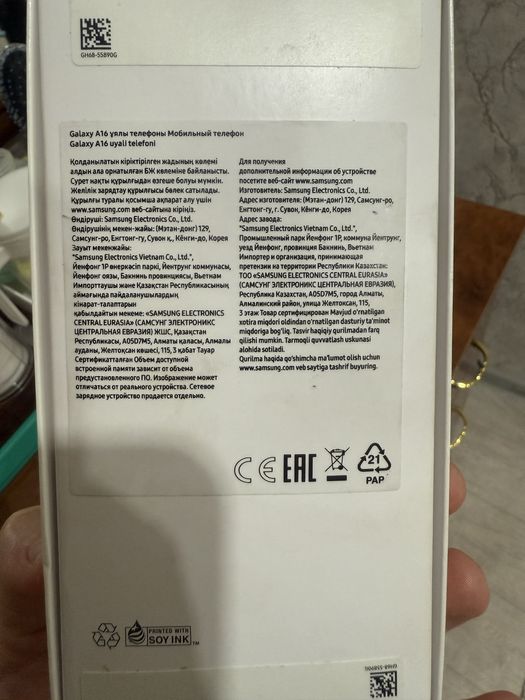 GH68-55890G
Galaxy A16 ұялы телефоны Мобильный телефон
Galaxy A16 uyali telefoni
Қолданылатын кіріктірілген жадының көлемі
алдын ала орнатылған БЖ көлеміне байланысты.
Сурет нақты құрылғыдан өзгеше болуы мүмкін.
Желілік зарядтау құрылғысы бөлек сатылады.
Құрылғы туралы қосымша ақпарат алу үшін
www.samsung.com веб-сайтына кіріңіз.
Өндіруші: Samsung Electronics Co., Ltd.
Өндірушінің мекен-жайы: (Мэтан-донг) 129,
Самсунг-ро, Енгтонг-гу, Сувон қ., Кёнги-до, Корея
Зауыт мекенжайы:
"Samsung Electronics Vietnam Co., Ltd.",
Йенфонг 1P өнеркәсіп паркі, Йентрунг коммунасы,
Йенфонг оязы, Бакнинь провинциясы, Вьетнам
Импорттаушы және Қазақстан Республикасының
аймағында пайдаланушылардың
кінарат-талаптарын
қабылдайтын мекеме: «SAMSUNG ELECTRONICS
CENTRAL EURASIA» (САМСУНГ ЭЛЕКТРОНИКС
ЦЕНТРАЛЬНАЯ ЕВРАЗИЯ) ЖШС, Қазақстан
Республикасы, A05D7M5, Алматы қаласы, Алмалы
ауданы, Желтоқсан көшесі, 115, 3 қабат Тауар
Сертификатталған Объем доступной
встроенной памяти зависит от объема
предустановленного ПО. Изображение может
отличаться от реального устройства. Сетевое
зарядное устройство продается отдельно.
Для получения
дополнительной информации об устройстве
посетите веб-сайт www.samsung.com
Изготовитель: Samsung Electronics Co., Ltd.
Адрес изготовителя: (Мэтан-донг) 129, Самсунг-ро,
Енгтонг-гу, г. Сувон, Кёнги-до, Корея
Адрес завода:
"Samsung Electronics Vietnam Co., Ltd.",
Промышленный парк Йенфонг 1P, коммуна Йентрунг,
уезд Йенфонг, провинция Бакнинь, Вьетнам
Импортер и организация, принимающая
претензии на территории Республики Казахстан:
ТОО «SAMSUNG ELECTRONICS CENTRAL EURASIA»
(САМСУНГ ЭЛЕКТРОНИКС ЦЕНТРАЛЬНАЯ ЕВРАЗИЯ),
Республика Казахстан, A05D7M5, город Алматы,
Алмалинский район, улица Желтоксан, 115,
3 этаж Товар сертифицирован Mavjud o'rnatilgan
xotira miqdori oldindan o'rnatilgan dasturiy ta'minot
miqdoriga bog'liq. Tasvir haqiqiy qurilmadan farq
qilishi mumkin. Tarmoqli quvvatlash uskunasi
alohida sotiladi.
Qurilma haqida qo'shimcha ma'lumot olish uchun
www.samsung.com veb saytiga tashrif buyuring.
CE EAC 21
PAP
PRINTED WITH
SOY INK™
GH68-55890G